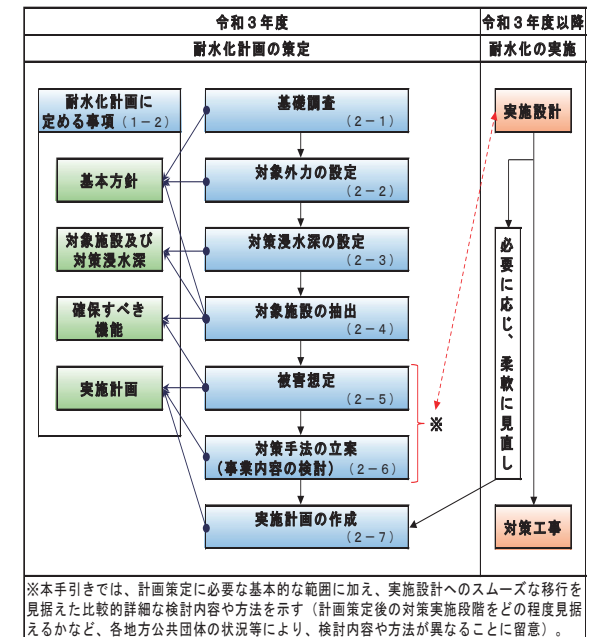 令和３年度
令和３年度以降
耐水化計画の策定
耐水化の実施
耐水化計画に
定める事項（１－２）
基本方針
対象施設及び
対策浸水深
確保すべき
機能
実施計画
基礎調査
（２－１）
対象外力の設定
（２－２）
対策浸水深の設定
（２－３）
対象施設の抽出
（２－４）
被害想定
（２－５）
対策手法の立案
（事業内容の検討）（２－６）
実施計画の作成
（２－７）
※
実施設計
必要に応じ、柔軟に見直し
対策工事
※本手引きでは、計画策定に必要な基本的な範囲に加え、実施設計へのスムーズな移行を
見据えた比較的詳細な検討内容や方法を示す（計画策定後の対策実施段階をどの程度見据
えるかなど、各地方公共団体の状況等により、検討内容や方法が異なることに留意）。